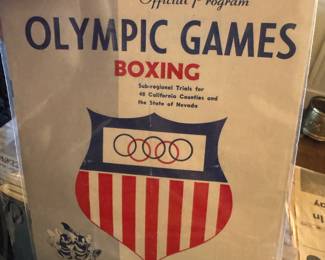 Official Program
OLYMPIC GAMES
BOXING
Sub-regional Trials for
48 California Counties and
the State of Nevada